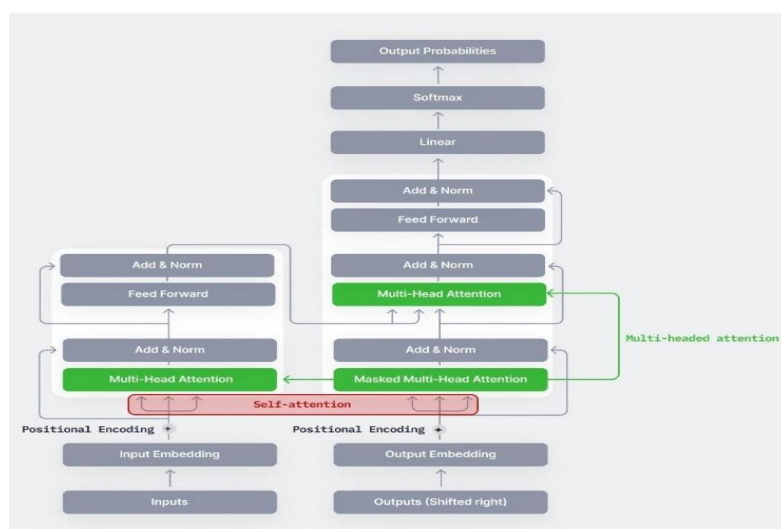 Output Probabilities
Softmax
Linear
Add & Norm
Feed Forward
Add & Norm
Add & Norm
Feed Forward
Multi-Head Attention
Multi-headed attention
Add & Norm
Add & Norm
Multi-Head Attention
Masked Multi-Head Attention
Self-attention
Positional Encoding +
Positional Encoding +
Input Embedding
Output Embedding
Inputs
Outputs (Shifted right)